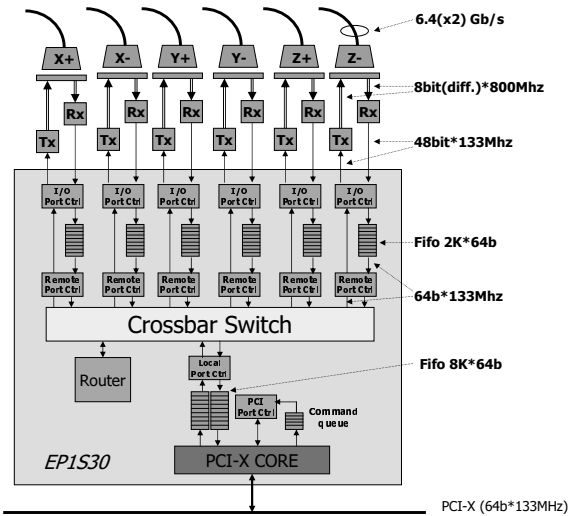 6.4(x2) Gb/s
X+ X- Y+ Y- Z+ Z-
8bit(diff.)*800Mhz
Rx Rx Rx Rx Rx Rx
Tx Tx Tx Tx Tx Tx
48bit*133Mhz
I/O I/O I/O I/O I/O I/O
Port Ctrl Port Ctrl Port Ctrl Port Ctrl Port Ctrl Port Ctrl
Fifo 2K*64b
Remote Remote Remote Remote Remote Remote
Port Ctrl Port Ctrl Port Ctrl Port Ctrl Port Ctrl Port Ctrl
64b*133Mhz
Crossbar Switch
Local
Port Ctrl
Fifo 8K*64b
Router
PCI
Port Ctrl
Command
queue
EP1S30
PCI-X CORE
PCI-X (64b*133MHz)